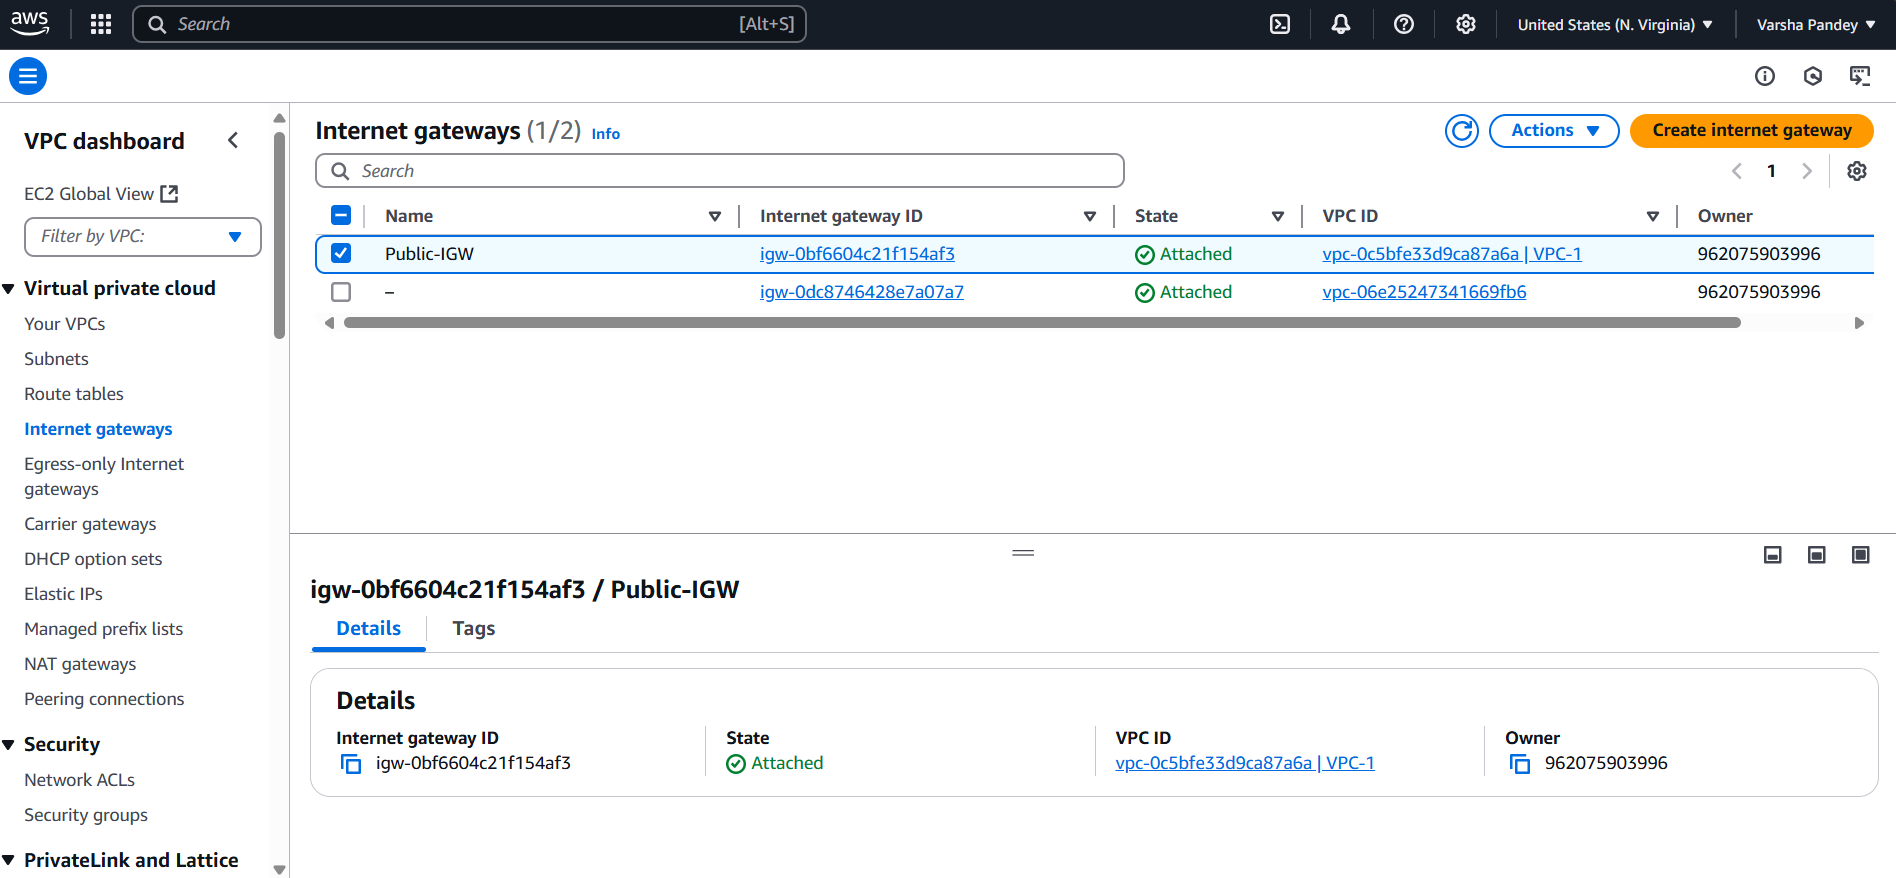 aws
Search [Alt+S]
United States (N. Virginia)
Varsha Pandey
VPC dashboard
EC2 Global View
Filter by VPC:
Virtual private cloud
Your VPCs
Subnets
Route tables
Internet gateways
Egress-only Internet
gateways
Carrier gateways
DHCP option sets
Elastic IPs
Managed prefix lists
NAT gateways
Peering connections
Security
Network ACLs
Security groups
PrivateLink and Lattice
Internet gateways (1/2) Info
Actions
Create internet gateway
Search
1
Name Internet gateway ID State VPC ID Owner
Public-IGW igw-0bf6604c21f154af3 Attached vpc-0c5bfe33d9ca87a6a | VPC-1 962075903996
– igw-0dc8746428e7a07a7 Attached vpc-06e25247341669fb6 962075903996
igw-0bf6604c21f154af3 / Public-IGW
Details Tags
Details
Internet gateway ID State VPC ID Owner
igw-0bf6604c21f154af3 Attached vpc-0c5bfe33d9ca87a6a | VPC-1 962075903996